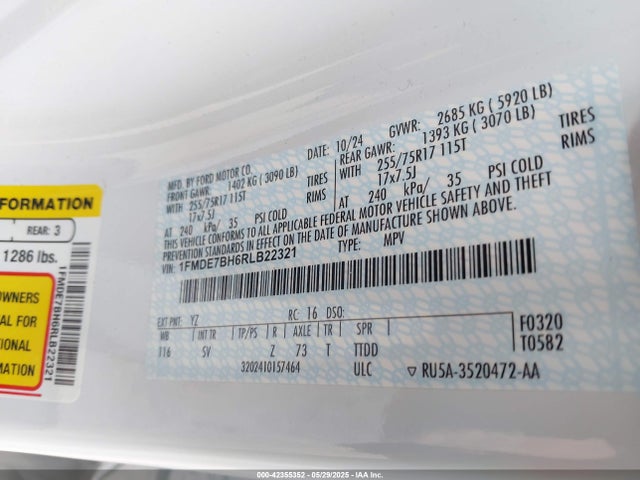 FORMATION
REAR: 3
1286 lbs.
OWNERS
AL FOR
TIONAL
ION
1FMDE7BH6RLB22321
MFD. BY FORD MOTOR CO.
DATE: 10/24 GVWR: 2685 KG ( 5920 LB)
FRONT GAWR: 1402 KG ( 3090 LB)
REAR GAWR: 1393 KG ( 3070 LB)
WITH 255/75R17 115T TIRES
WITH 255/75R17 115T TIRES
17x7.5J RIMS
17x7.5J RIMS
AT 240 kPa/ 35 PSI COLD
AT 240 kPa/ 35 PSI COLD
THIS VEHICLE CONFORMS TO ALL APPLICABLE FEDERAL MOTOR VEHICLE SAFETY AND THEFT
PREVENTION STANDARDS IN EFFECT ON THE DATE OF MANUFACTURE SHOWN ABOVE.
VIN: 1FMDE7BH6RLB22321 TYPE: MPV
EXT PNT: YZ RC: 16 DSO: F0320
WB INT TR TP/PS R AXLE TR SPR T0582
116 SV Z 73 T TTDD
3202410157464 ULC ▽ RU5A-3520472-AA
000-42355352 - 05/29/2025 - IAA Inc.